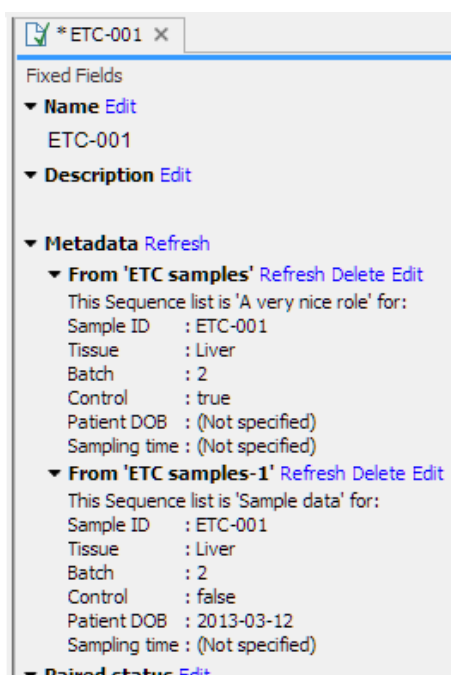 * ETC-001 ×
Fixed Fields
Name Edit
ETC-001
Description Edit
Metadata Refresh
From 'ETC samples' Refresh Delete Edit
This Sequence list is 'A very nice role' for:
Sample ID : ETC-001
Tissue : Liver
Batch : 2
Control : true
Patient DOB : (Not specified)
Sampling time : (Not specified)
From 'ETC samples-1' Refresh Delete Edit
This Sequence list is 'Sample data' for:
Sample ID : ETC-001
Tissue : Liver
Batch : 2
Control : false
Patient DOB : 2013-03-12
Sampling time : (Not specified)
Paired status Edit